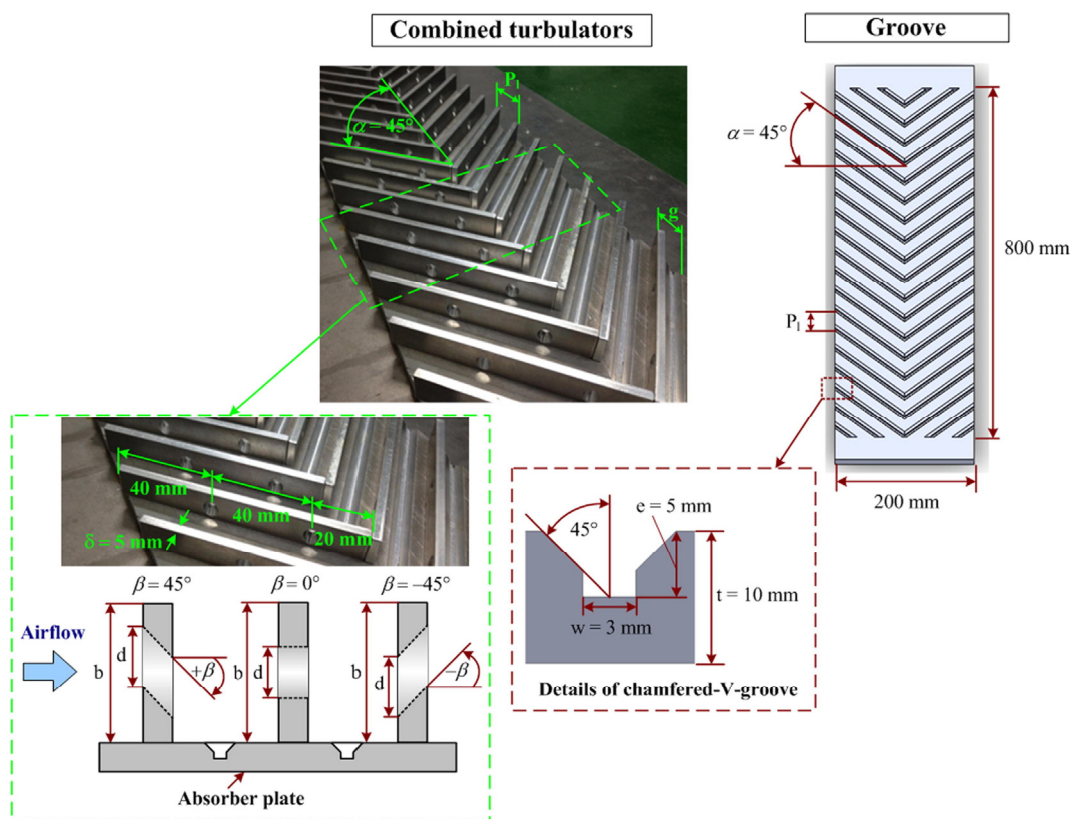 Combined turbulators
Groove
P₁
α = 45°
g
α = 45°
800 mm
P₁
200 mm
40 mm
40 mm
20 mm
δ = 5 mm
β = 45°
β = 0°
β = –45°
Airflow
b
d
+β
b
d
b
d
–β
Absorber plate
45°
e = 5 mm
t = 10 mm
w = 3 mm
Details of chamfered-V-groove